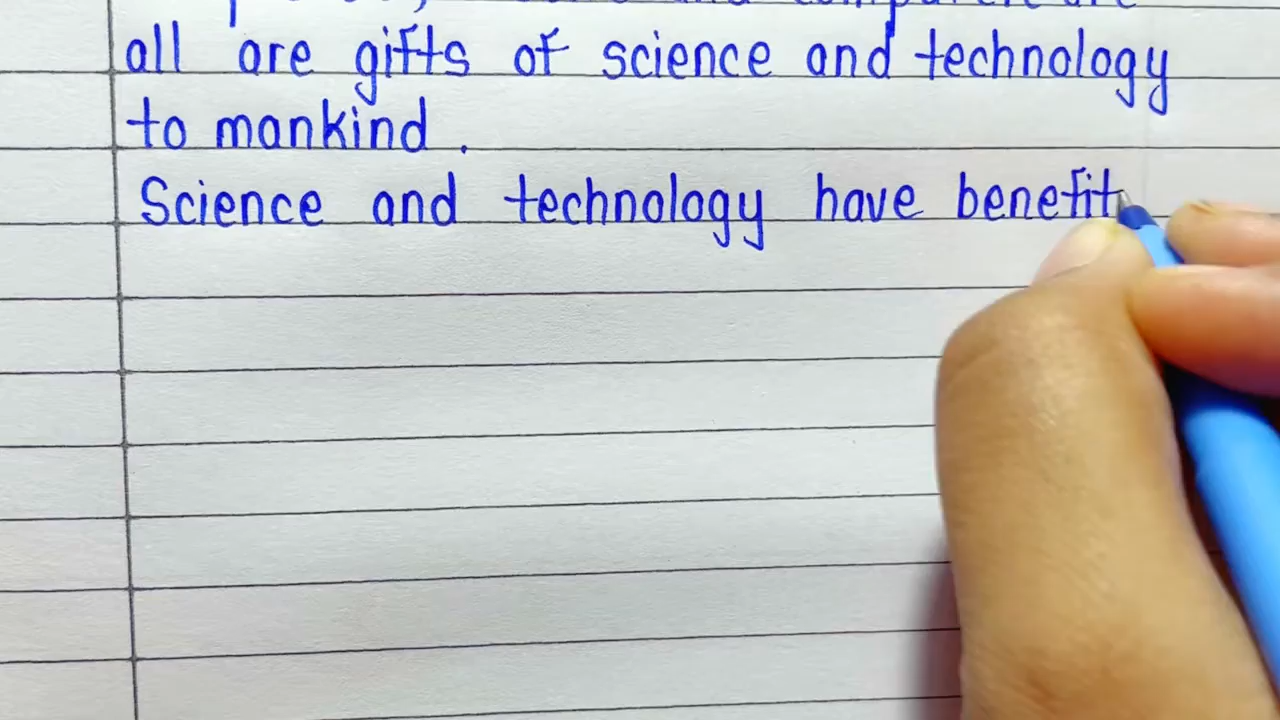 all are gifts of science and technology
to mankind .
Science and technology have benefit